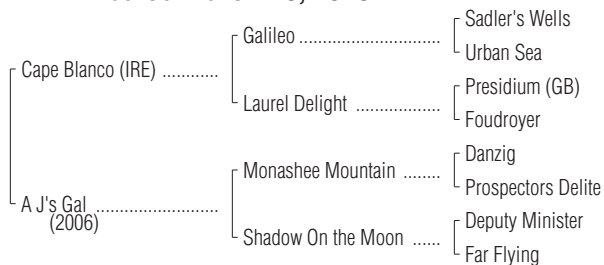 Sadler's Wells
Galileo ..............................
Urban Sea
Cape Blanco (IRE) ............
Presidium (GB)
Laurel Delight ..................
Foudroyer
Danzig
Monashee Mountain ........
Prospectors Delite
A J's Gal ..........................
(2006)
Deputy Minister
Shadow On the Moon ......
Far Flying